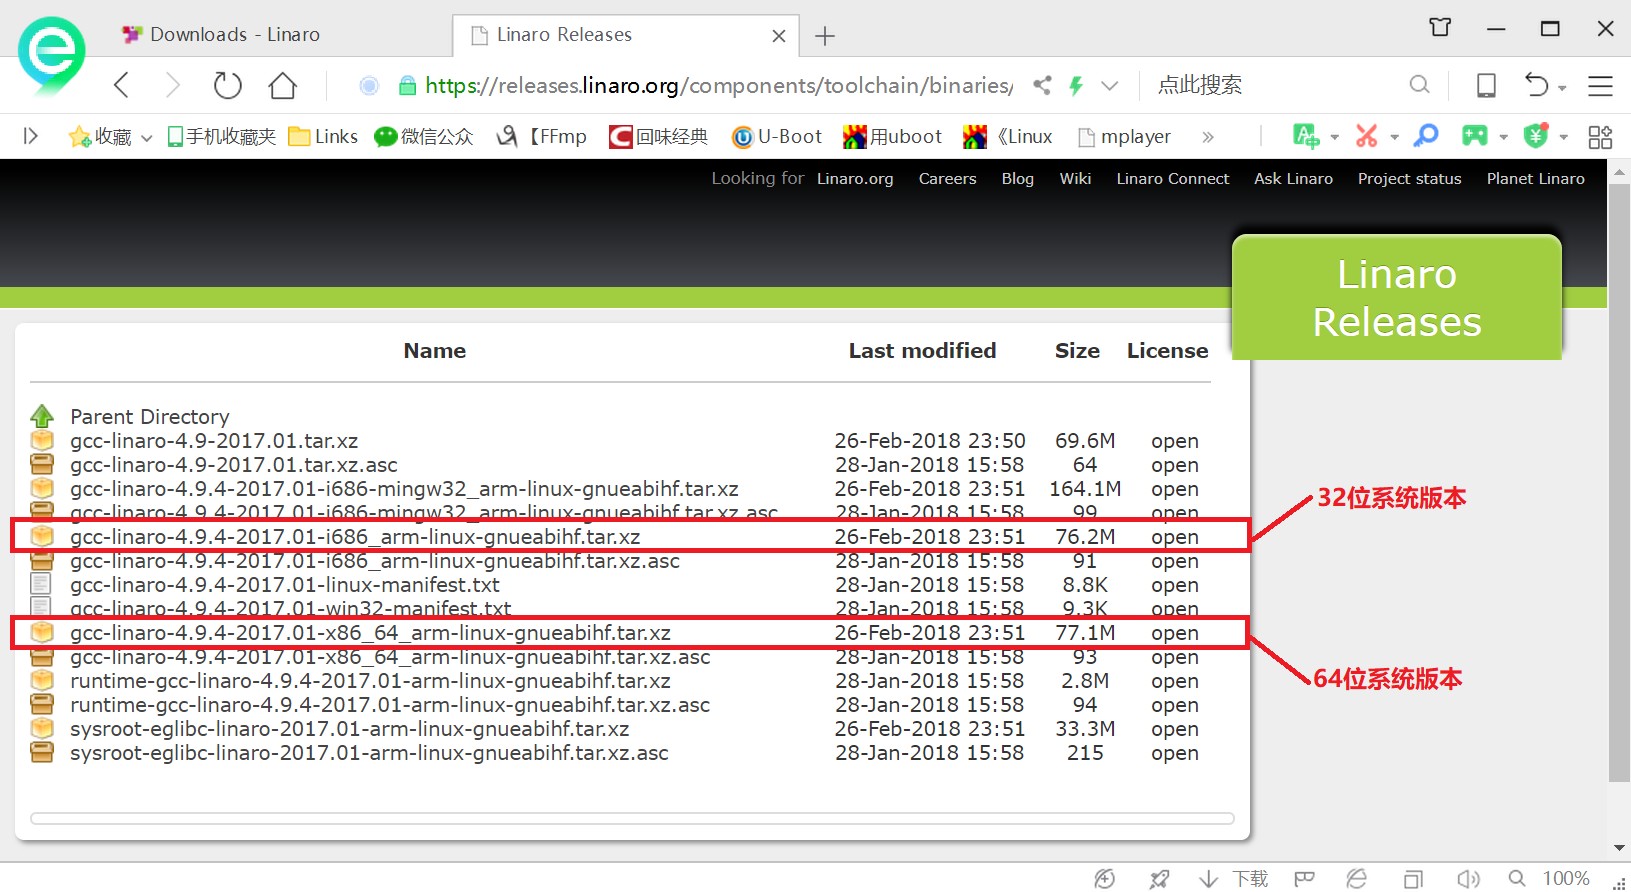 Downloads - Linaro
Linaro Releases
https://releases.linaro.org/components/toolchain/binaries/
点此搜索
收藏
手机收藏夹
Links
微信公众
【FFmp
回味经典
U-Boot
用uboot
《Linux
mplayer
Looking for Linaro.org Careers Blog Wiki Linaro Connect Ask Linaro Project status Planet Linaro
Linaro
Releases
Name Last modified Size License
Parent Directory
gcc-linaro-4.9-2017.01.tar.xz 26-Feb-2018 23:50 69.6M open
gcc-linaro-4.9-2017.01.tar.xz.asc 28-Jan-2018 15:58 64 open
gcc-linaro-4.9.4-2017.01-i686-mingw32_arm-linux-gnueabihf.tar.xz 26-Feb-2018 23:51 164.1M open
gcc-linaro-4.9.4-2017.01-i686-mingw32_arm-linux-gnueabihf.tar.xz.asc 28-Jan-2018 15:58 99 open
gcc-linaro-4.9.4-2017.01-i686_arm-linux-gnueabihf.tar.xz 26-Feb-2018 23:51 76.2M open
32位系统版本
gcc-linaro-4.9.4-2017.01-i686_arm-linux-gnueabihf.tar.xz.asc 28-Jan-2018 15:58 91 open
gcc-linaro-4.9.4-2017.01-linux-manifest.txt 28-Jan-2018 15:58 8.8K open
gcc-linaro-4.9.4-2017.01-win32-manifest.txt 28-Jan-2018 15:58 9.3K open
gcc-linaro-4.9.4-2017.01-x86_64_arm-linux-gnueabihf.tar.xz 26-Feb-2018 23:51 77.1M open
64位系统版本
gcc-linaro-4.9.4-2017.01-x86_64_arm-linux-gnueabihf.tar.xz.asc 28-Jan-2018 15:58 93 open
runtime-gcc-linaro-4.9.4-2017.01-arm-linux-gnueabihf.tar.xz 28-Jan-2018 15:58 2.8M open
runtime-gcc-linaro-4.9.4-2017.01-arm-linux-gnueabihf.tar.xz.asc 28-Jan-2018 15:58 94 open
sysroot-eglibc-linaro-2017.01-arm-linux-gnueabihf.tar.xz 26-Feb-2018 23:51 33.3M open
sysroot-eglibc-linaro-2017.01-arm-linux-gnueabihf.tar.xz.asc 28-Jan-2018 15:58 215 open
下载
100%